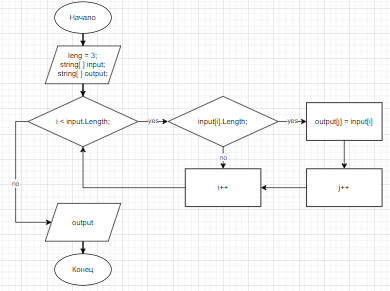 Начало
leng = 3;
string[ ] input;
string[ ] output;
i < input.Length;
yes
input[i].Length;
yes
output[j] = input[i]
no
no
i++
j++
output
Конец